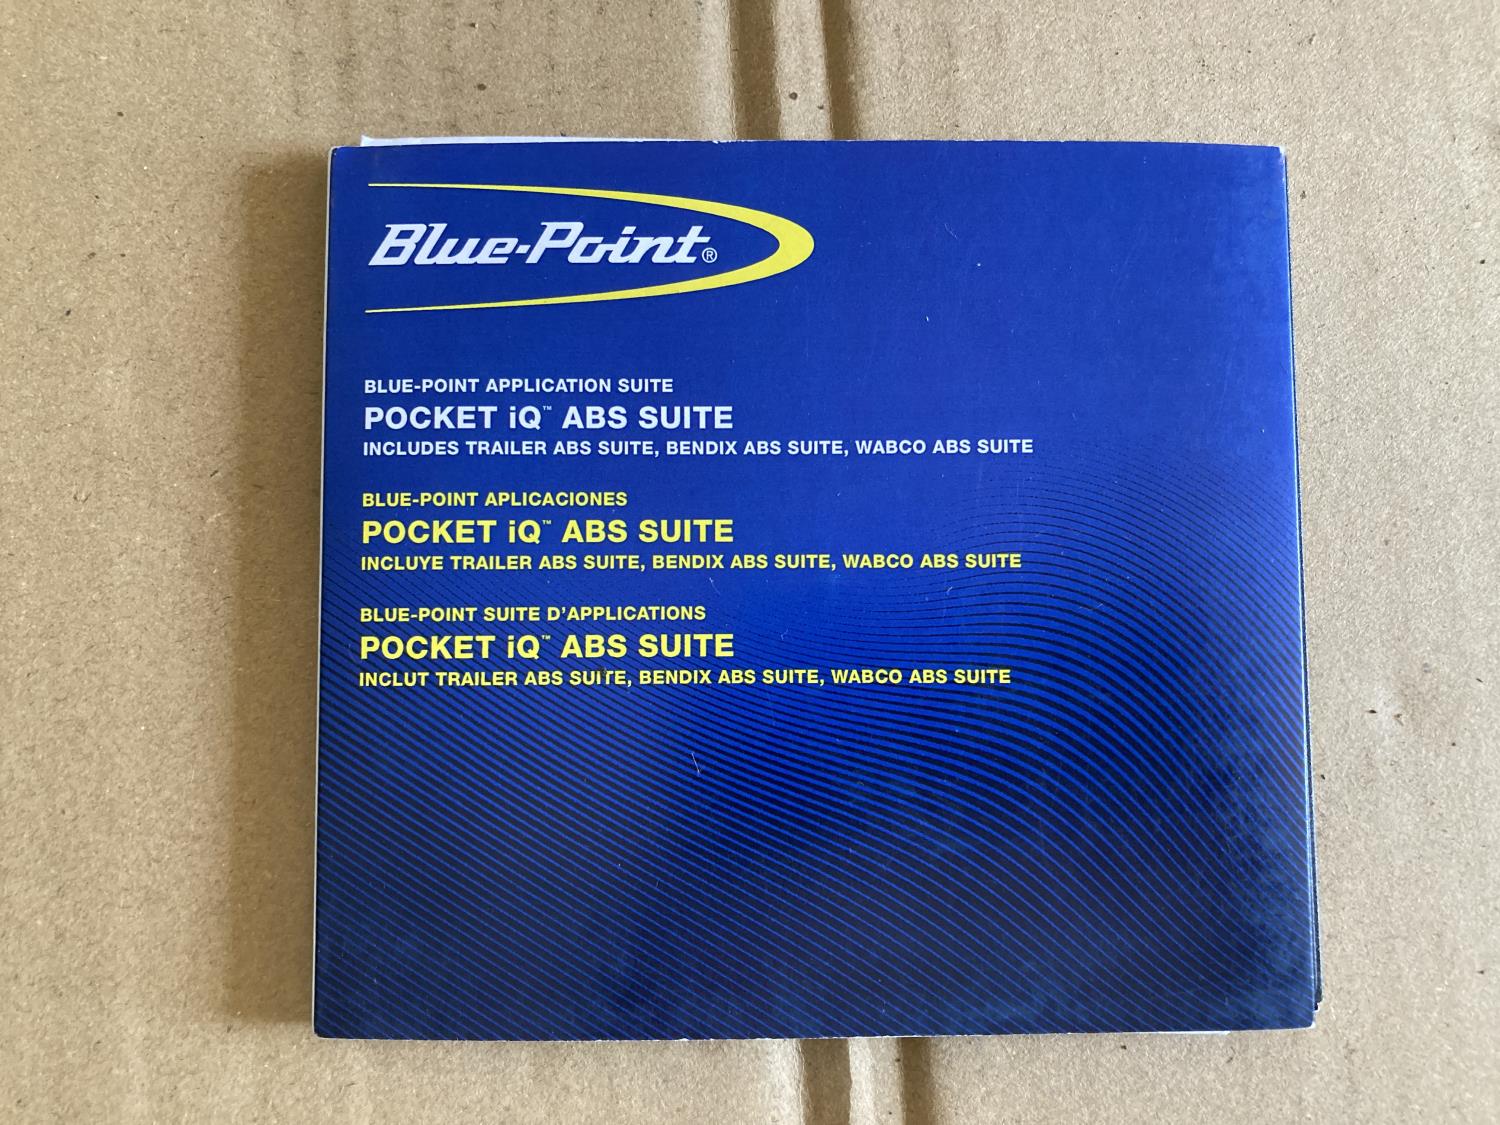 Blue-Point®
BLUE-POINT APPLICATION SUITE
POCKET iQ™ ABS SUITE
INCLUDES TRAILER ABS SUITE, BENDIX ABS SUITE, WABCO ABS SUITE
BLUE-POINT APLICACIONES
POCKET iQ™ ABS SUITE
INCLUYE TRAILER ABS SUITE, BENDIX ABS SUITE, WABCO ABS SUITE
BLUE-POINT SUITE D'APPLICATIONS
POCKET iQ™ ABS SUITE
INCLUT TRAILER ABS SUITE, BENDIX ABS SUITE, WABCO ABS SUITE